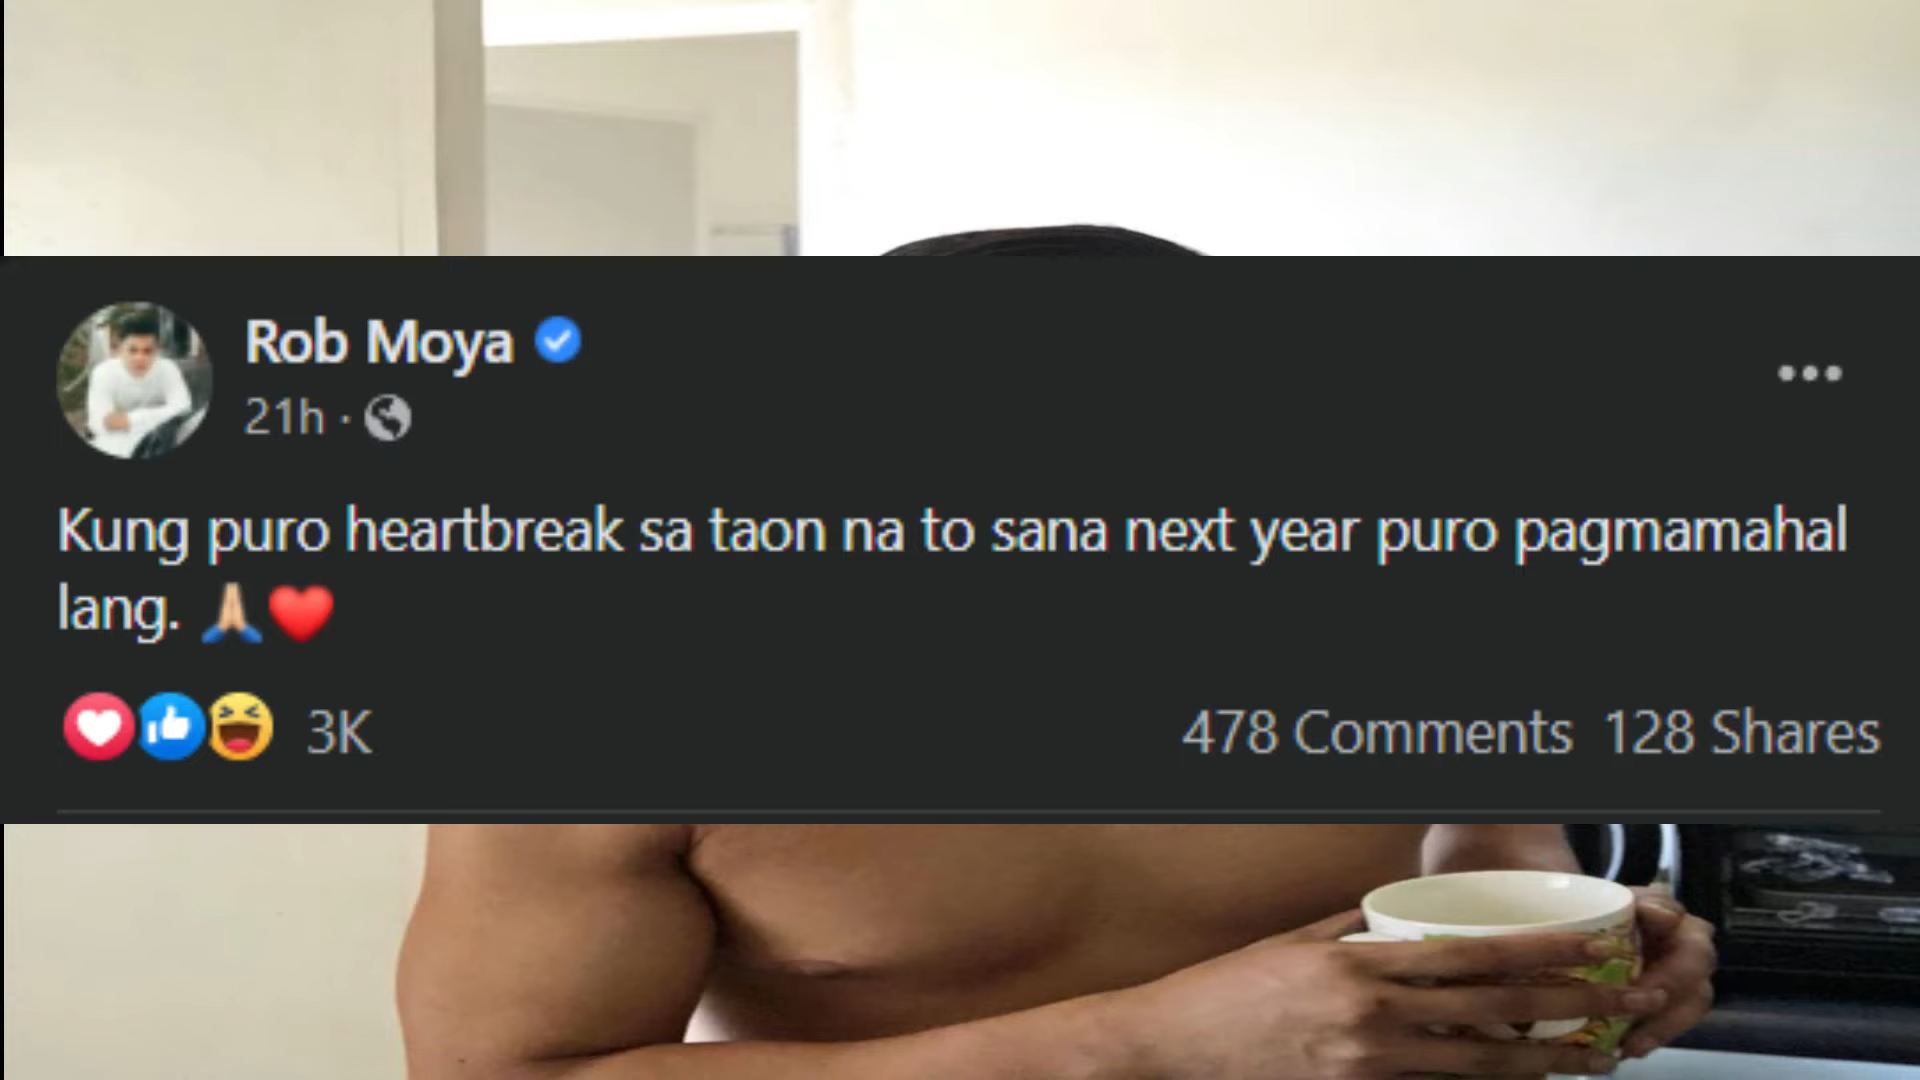 Rob Moya
21h ·
Kung puro heartbreak sa taon na to sana next year puro pagmamahal
lang. 🙏🏼❤️
3K
478 Comments 128 Shares